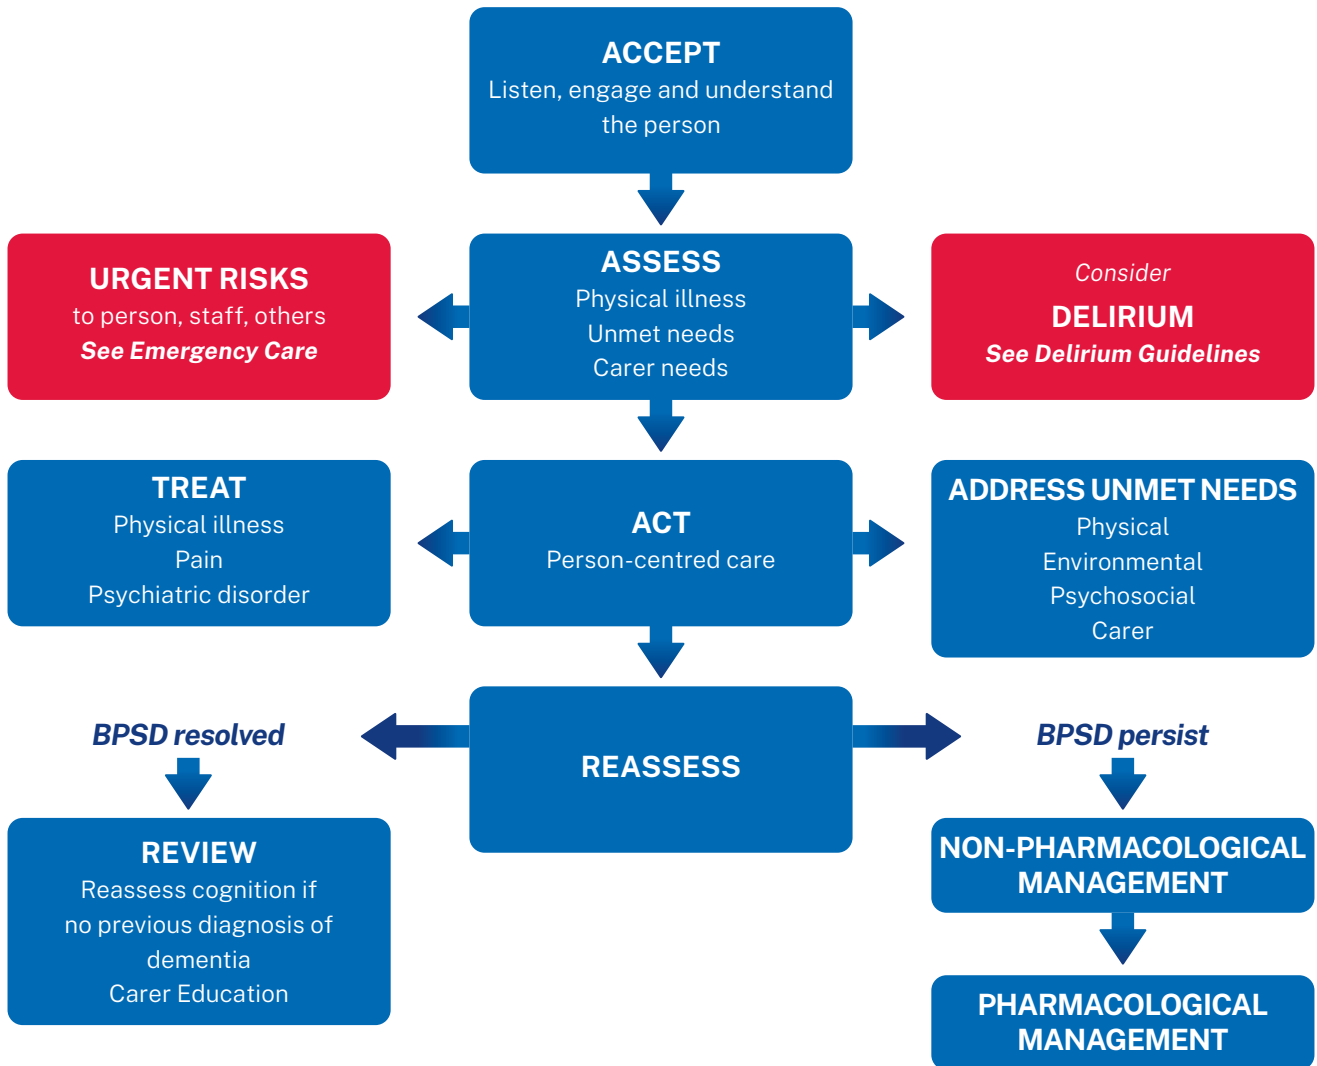 ACCEPT
Listen, engage and understand
the person
URGENT RISKS
to person, staff, others
See Emergency Care
ASSESS
Physical illness
Unmet needs
Carer needs
Consider
DELIRIUM
See Delirium Guidelines
TREAT
Physical illness
Pain
Psychiatric disorder
ACT
Person-centred care
ADDRESS UNMET NEEDS
Physical
Environmental
Psychosocial
Carer
BPSD resolved
REASSESS
BPSD persist
REVIEW
Reassess cognition if
no previous diagnosis of
dementia
Carer Education
NON-PHARMACOLOGICAL
MANAGEMENT
PHARMACOLOGICAL
MANAGEMENT